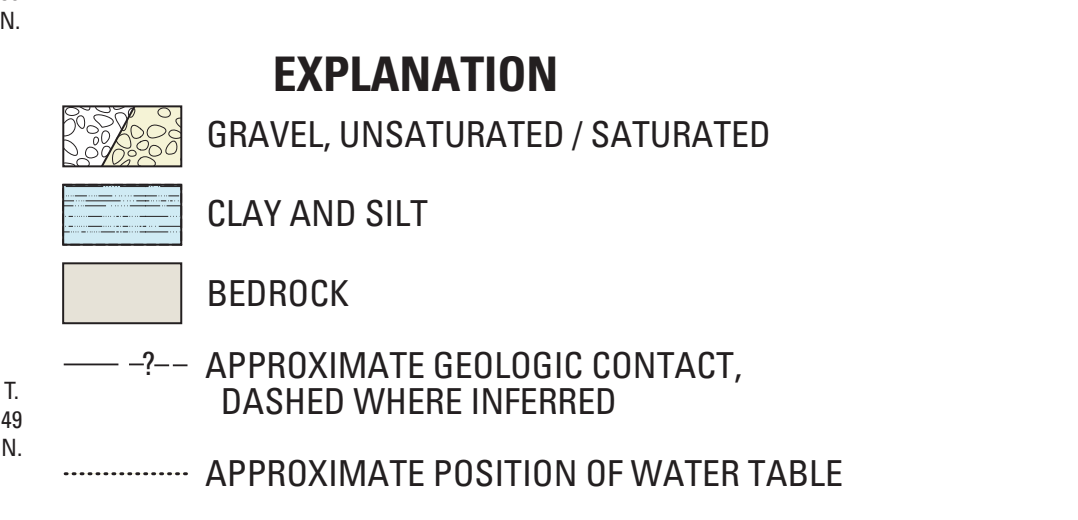 N.
EXPLANATION
GRAVEL, UNSATURATED / SATURATED
CLAY AND SILT
BEDROCK
–?–– APPROXIMATE GEOLOGIC CONTACT,
DASHED WHERE INFERRED
T.
49
N.
APPROXIMATE POSITION OF WATER TABLE